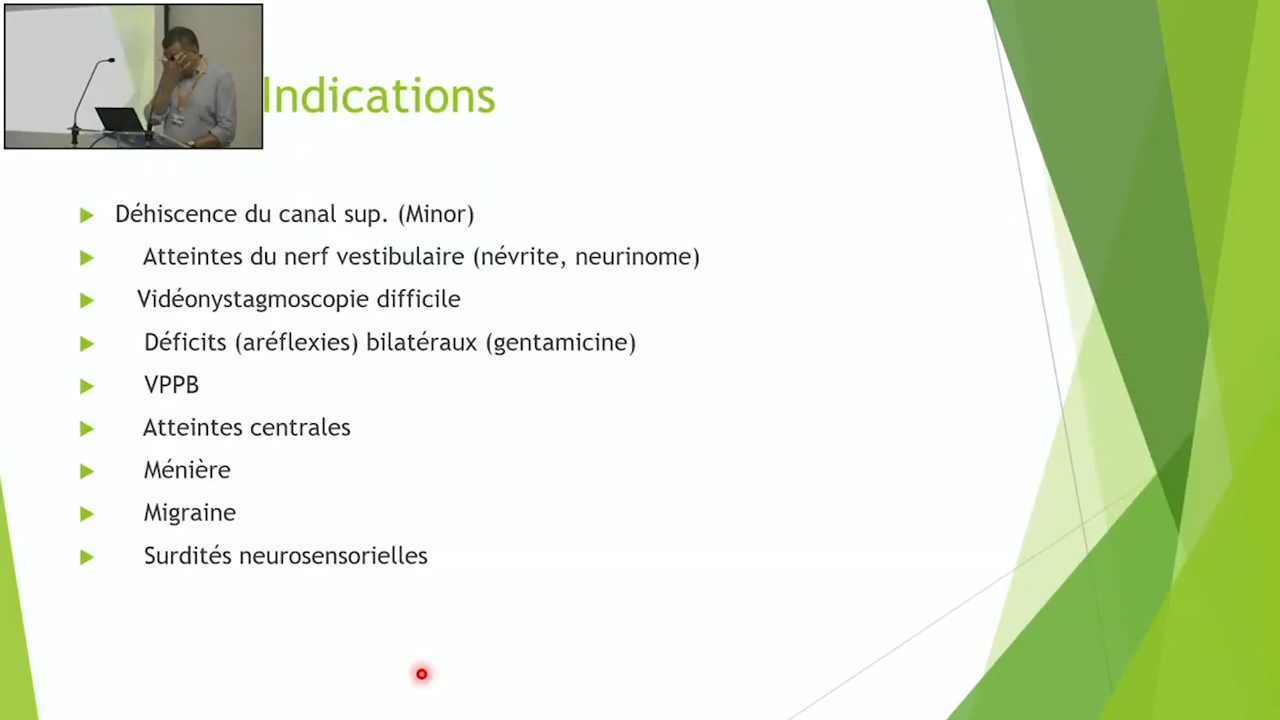 Indications
Déhiscence du canal sup. (Minor)
Atteintes du nerf vestibulaire (névrite, neurinome)
Vidéonystagmoscopie difficile
Déficits (aréflexies) bilatéraux (gentamicine)
VPPB
Atteintes centrales
Ménière
Migraine
Surdités neurosensorielles